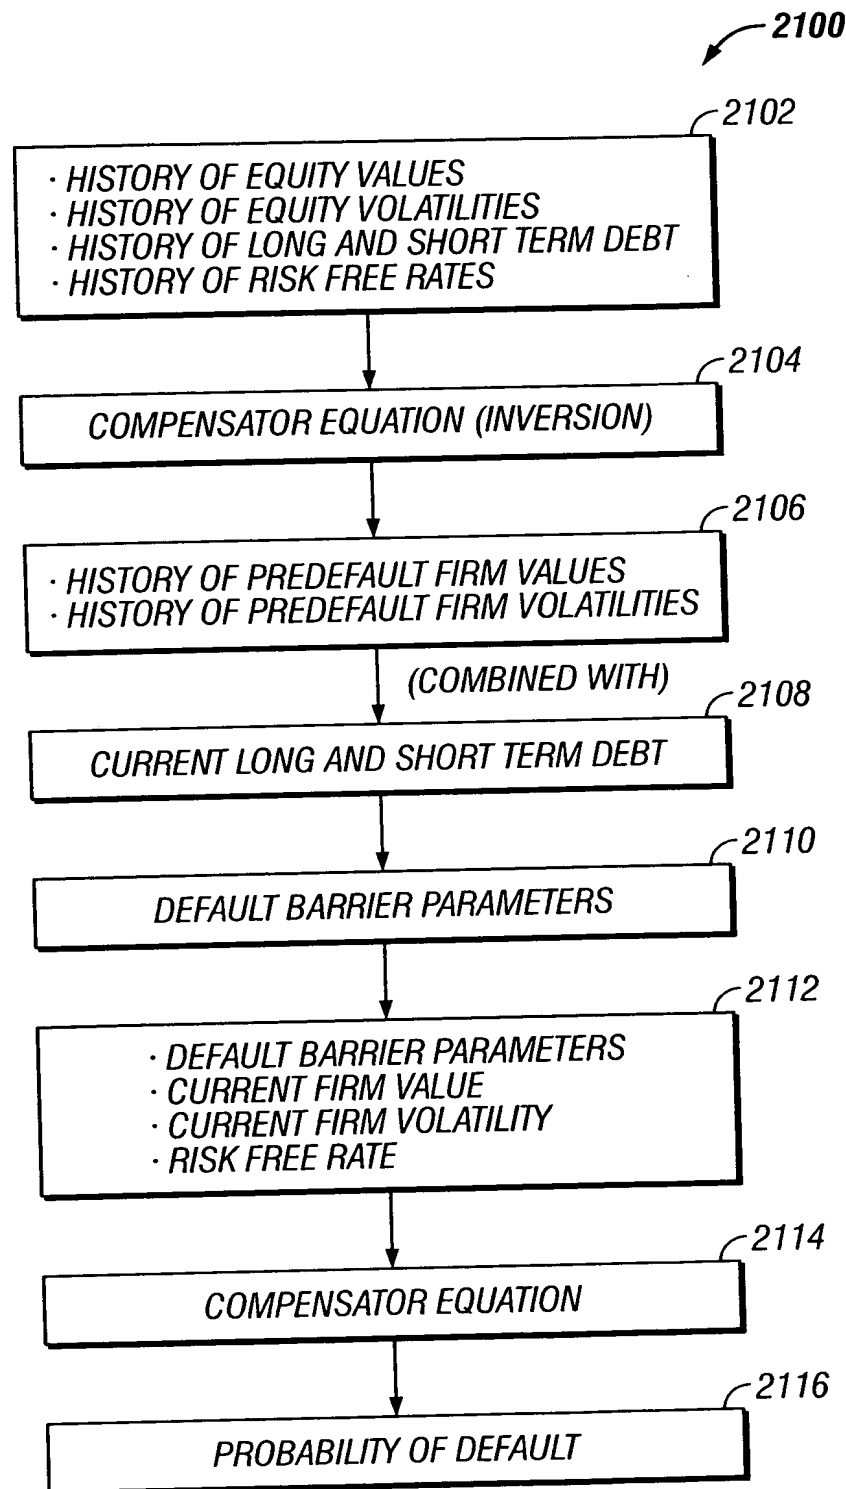 2100
2102
· HISTORY OF EQUITY VALUES
· HISTORY OF EQUITY VOLATILITIES
· HISTORY OF LONG AND SHORT TERM DEBT
· HISTORY OF RISK FREE RATES
2104
COMPENSATOR EQUATION (INVERSION)
2106
· HISTORY OF PREDEFAULT FIRM VALUES
· HISTORY OF PREDEFAULT FIRM VOLATILITIES
(COMBINED WITH)
2108
CURRENT LONG AND SHORT TERM DEBT
2110
DEFAULT BARRIER PARAMETERS
2112
· DEFAULT BARRIER PARAMETERS
· CURRENT FIRM VALUE
· CURRENT FIRM VOLATILITY
· RISK FREE RATE
2114
COMPENSATOR EQUATION
2116
PROBABILITY OF DEFAULT